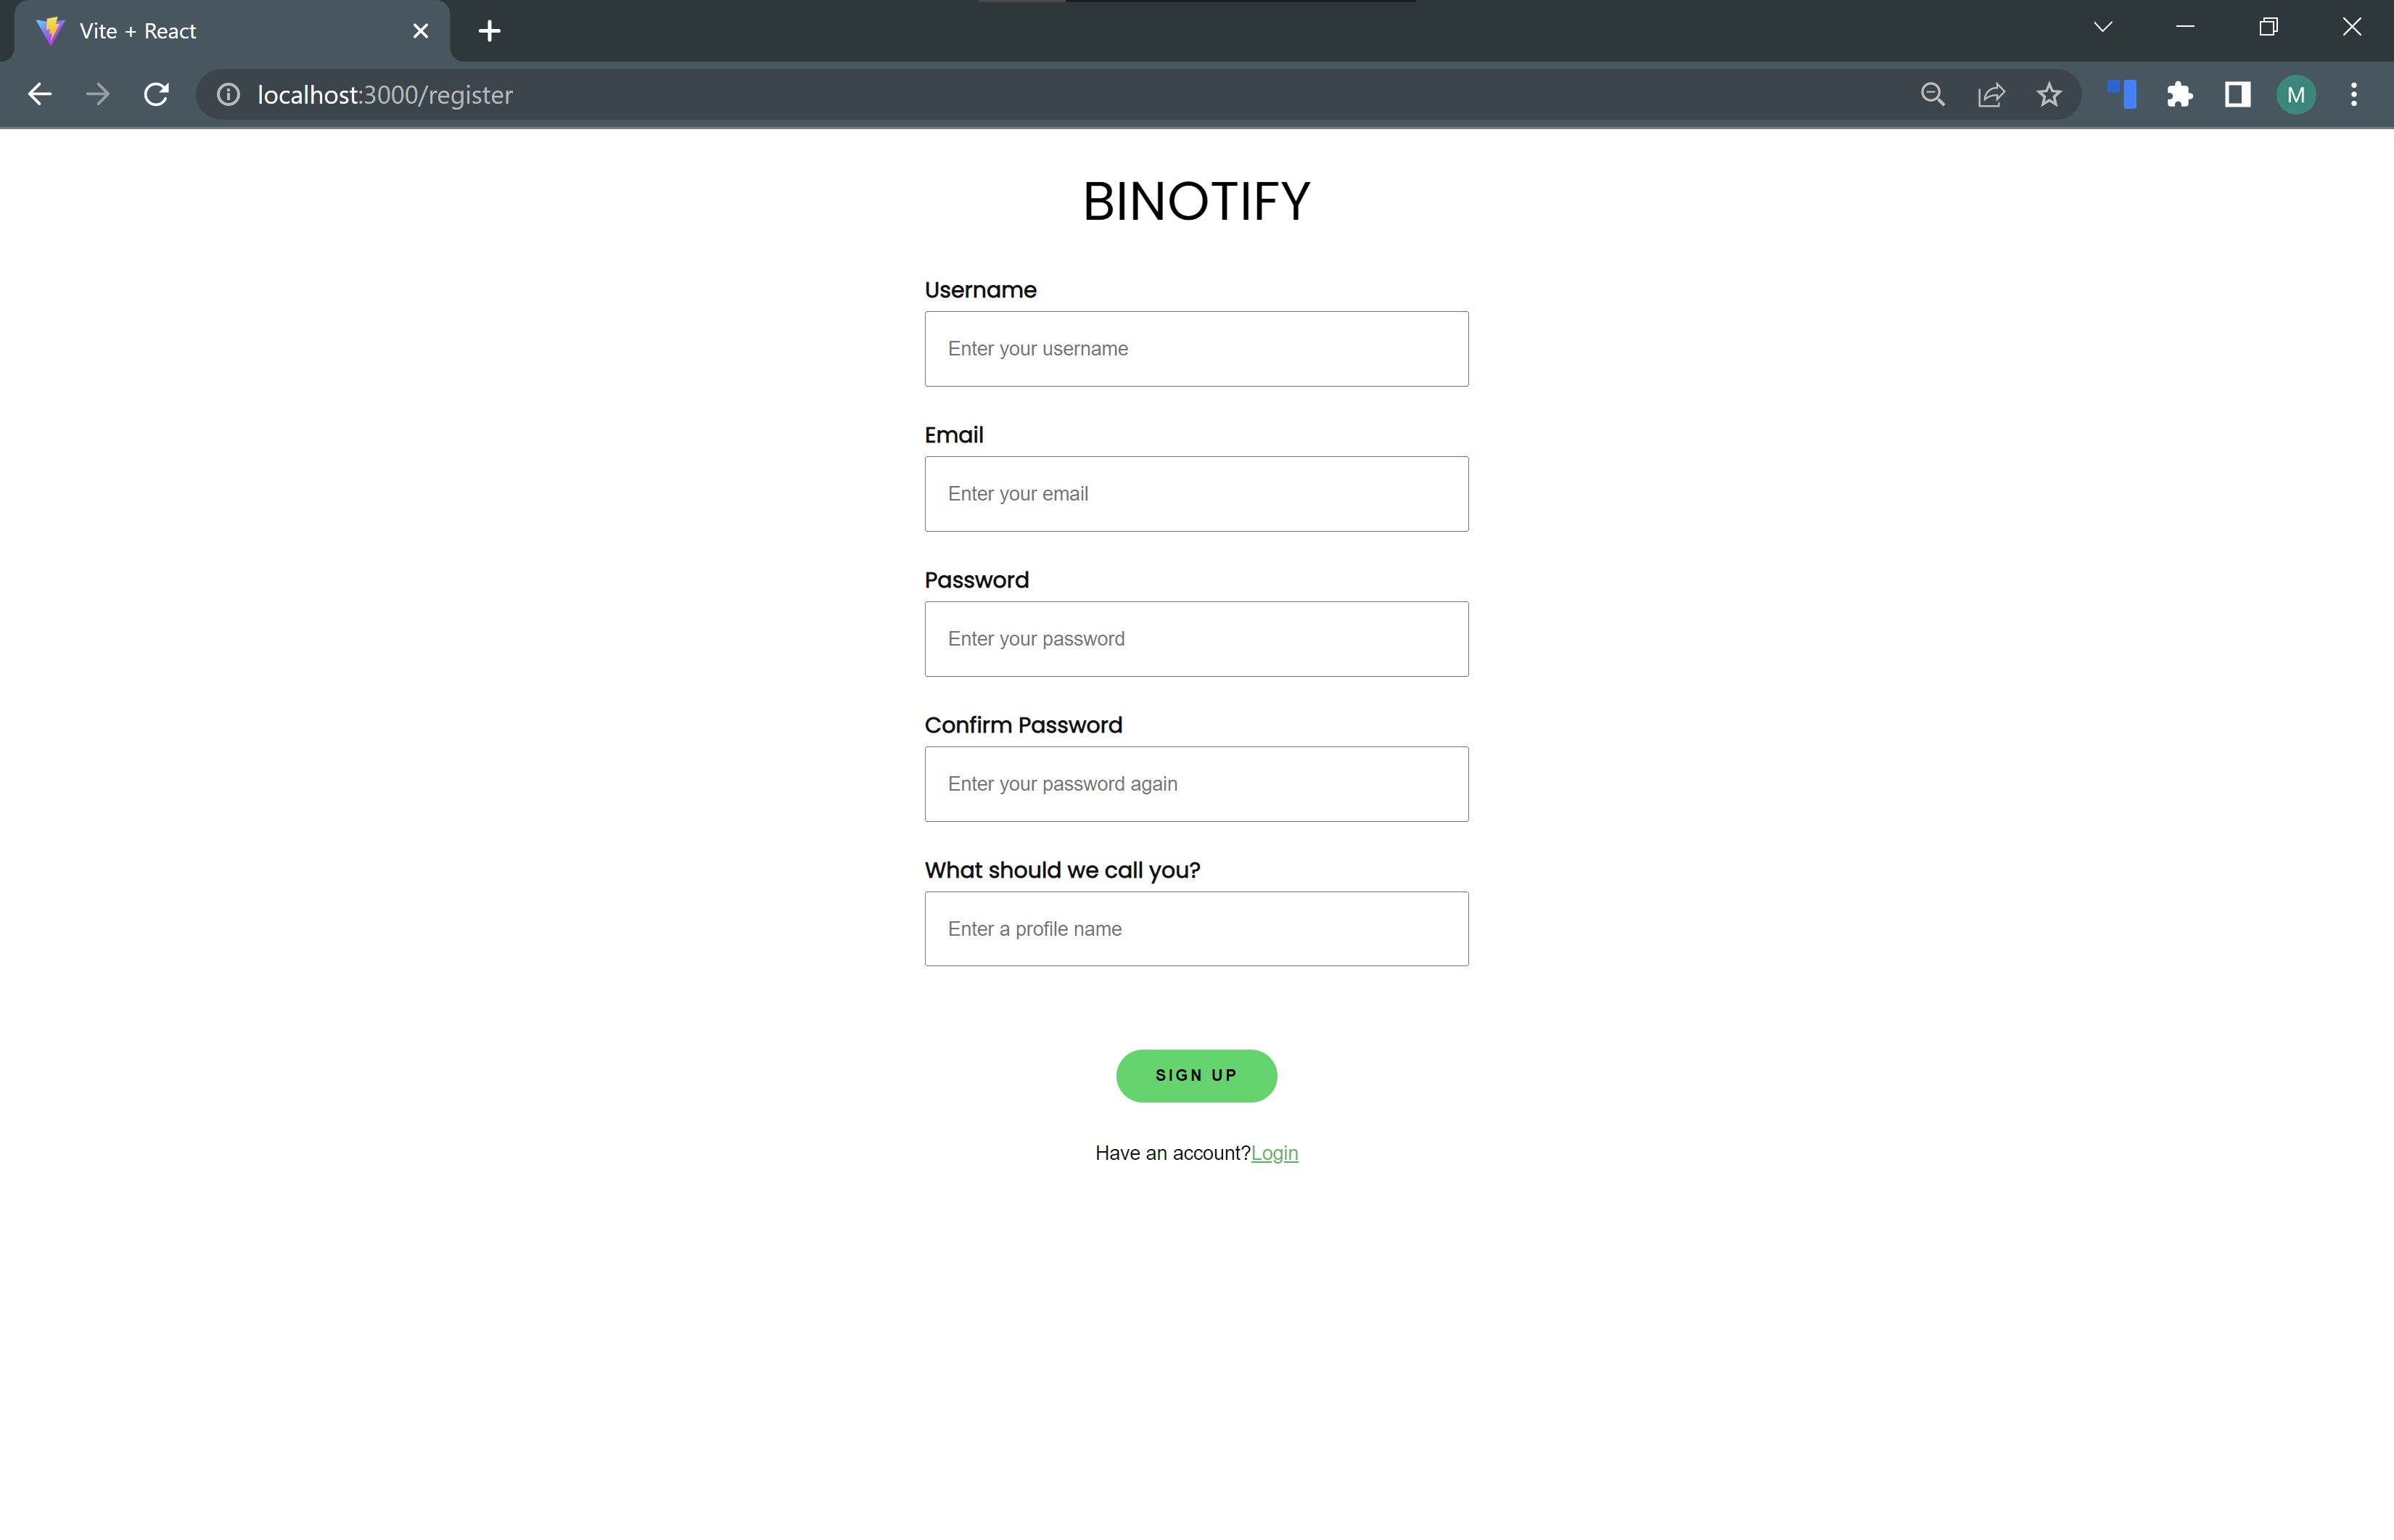 Vite + React
localhost:3000/register
M
BINOTIFY
Username
Enter your username
Email
Enter your email
Password
Enter your password
Confirm Password
Enter your password again
What should we call you?
Enter a profile name
SIGN UP
Have an account?Login